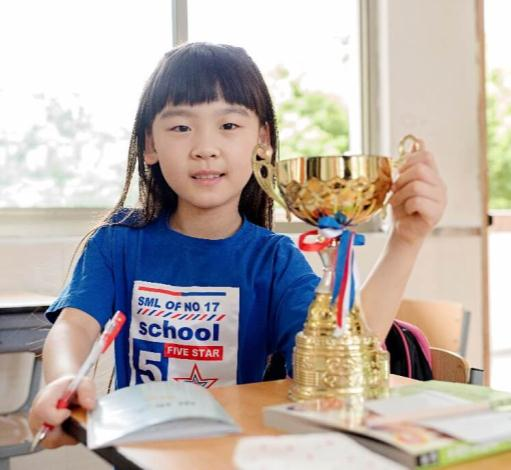 SML OF NO 17
school
FIVE STAR
5